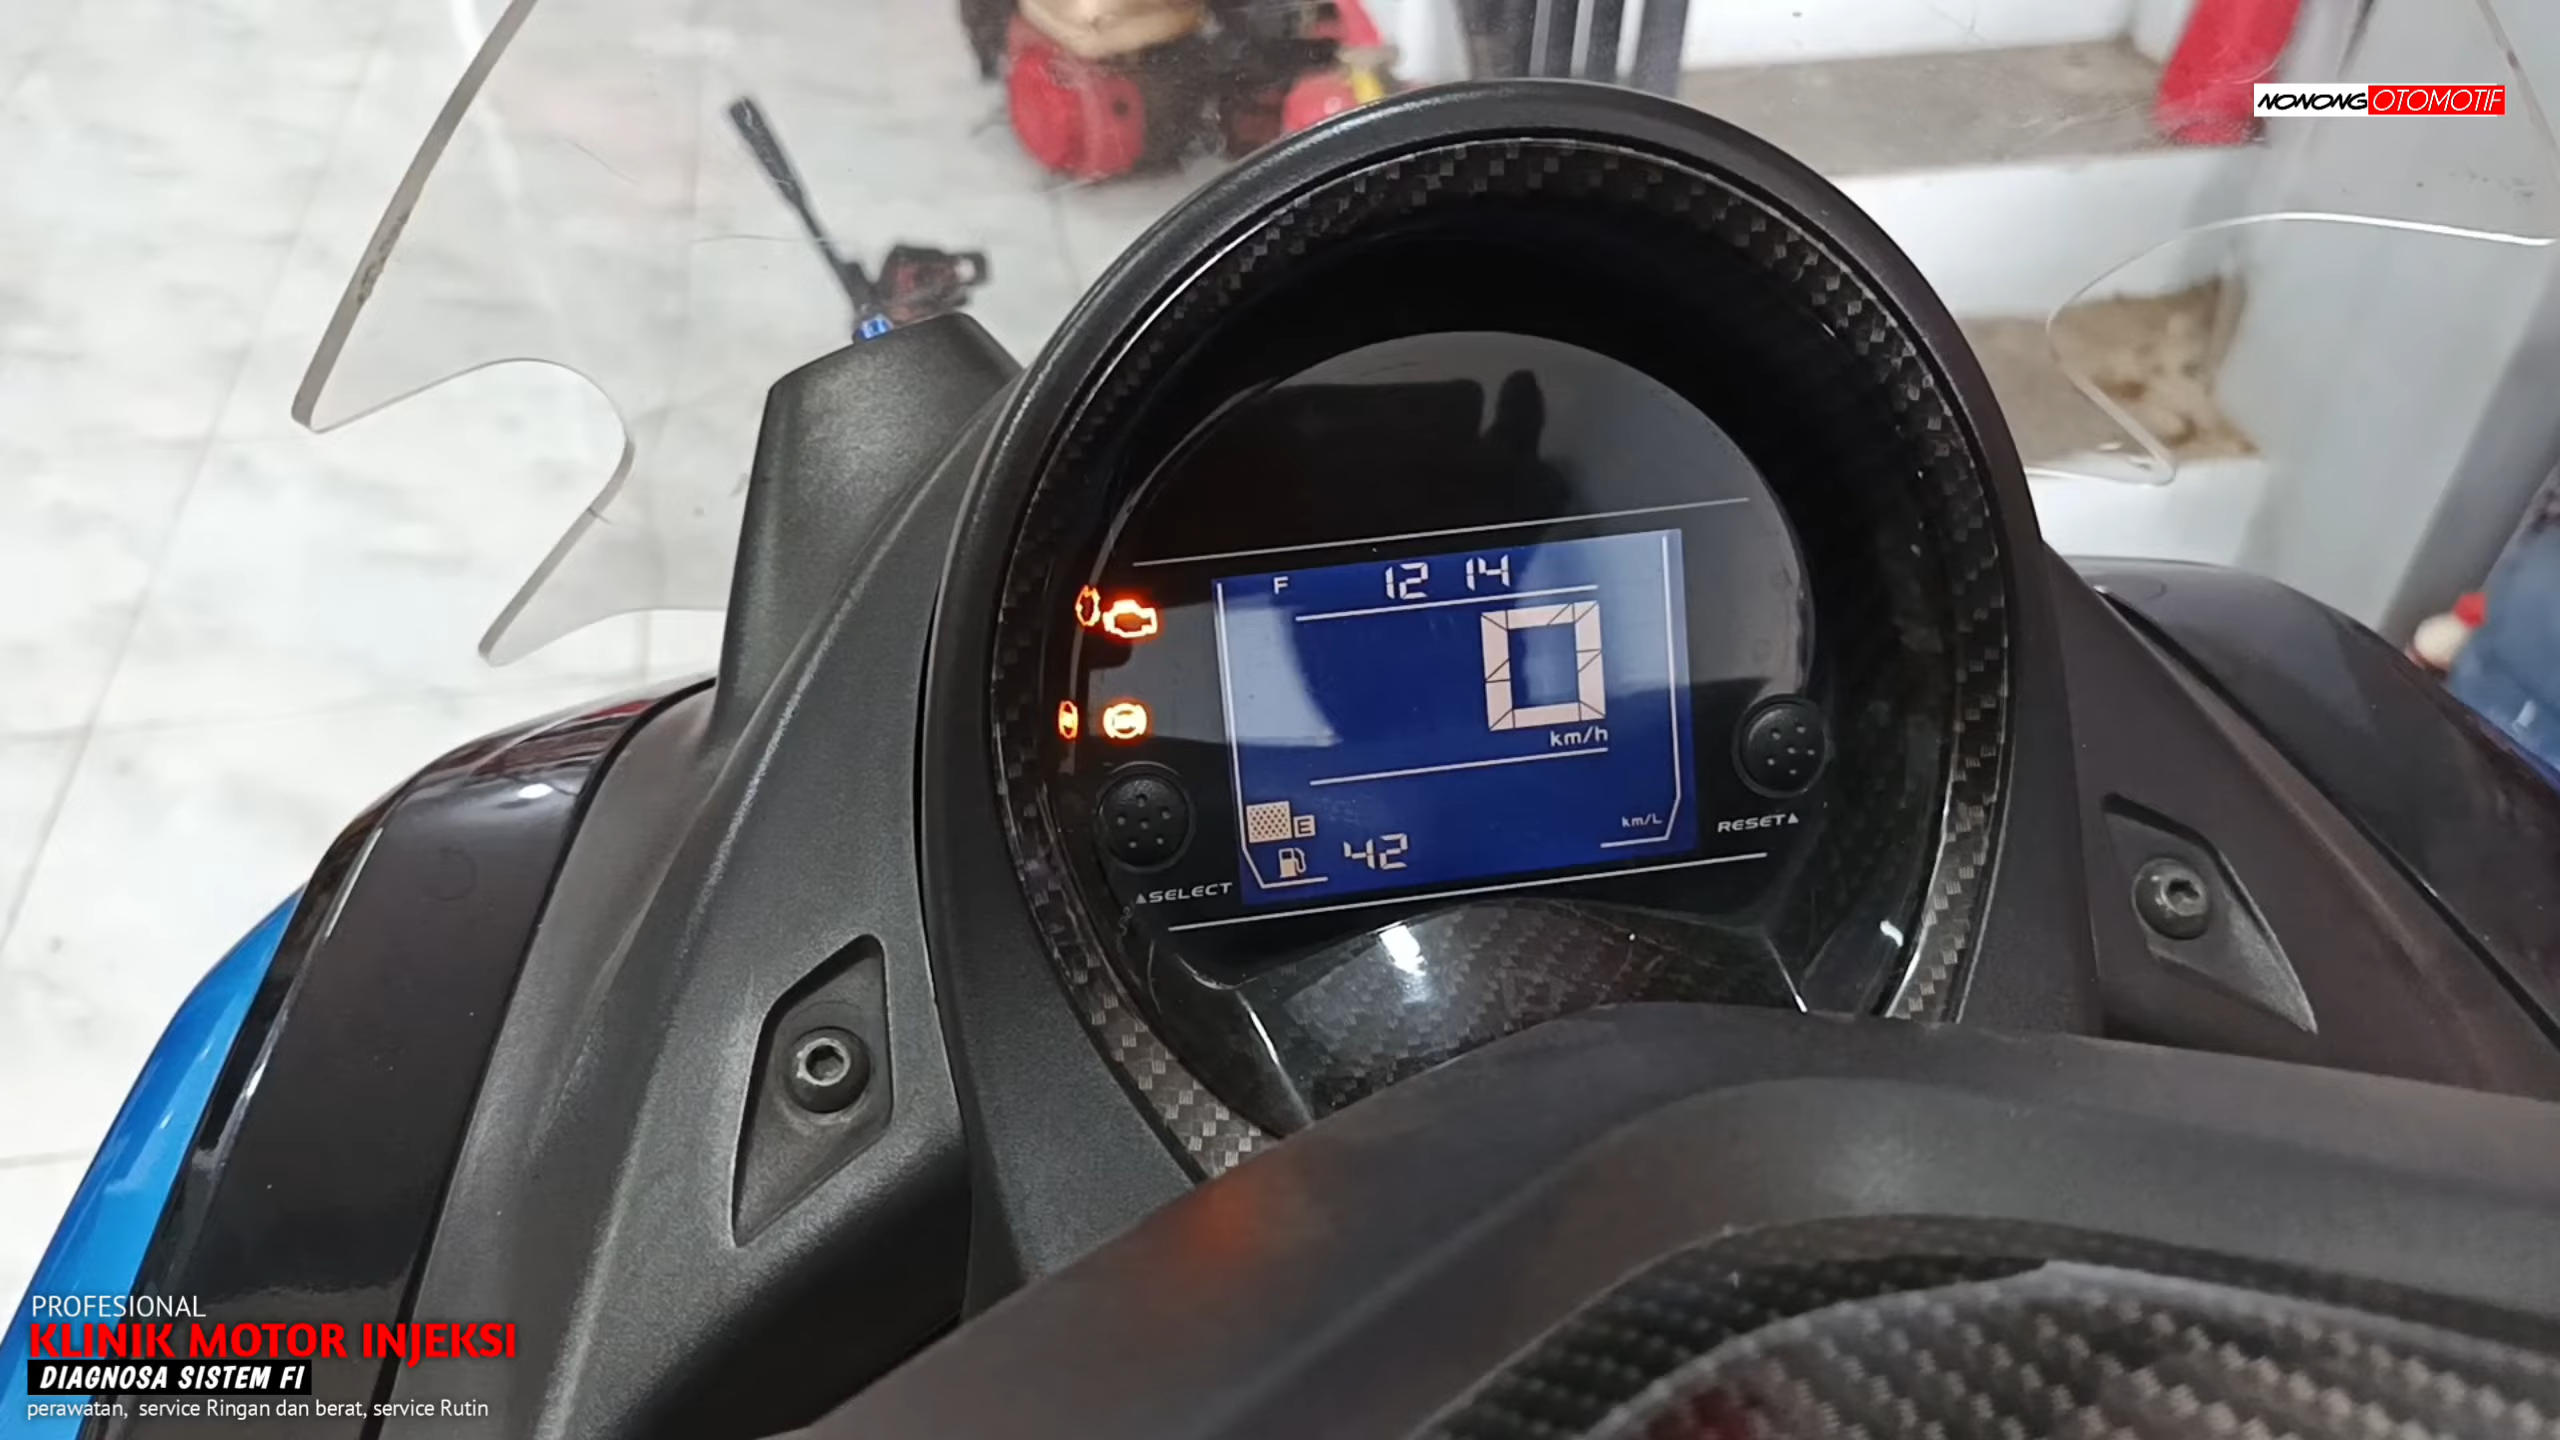 NONONG OTOMOTIF
F 12 14
0
km/h
E
42
km/L
▲SELECT
RESET▲
PROFESIONAL
KLINIK MOTOR INJEKSI
DIAGNOSA SISTEM FI
perawatan, service Ringan dan berat, service Rutin